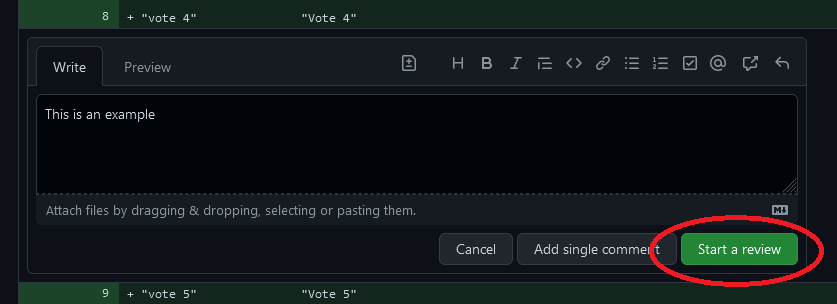 8 + "vote 4" "Vote 4"
Write Preview H B I <> @
This is an example
Attach files by dragging & dropping, selecting or pasting them.
Cancel Add single comment Start a review
9 + "vote 5" "Vote 5"